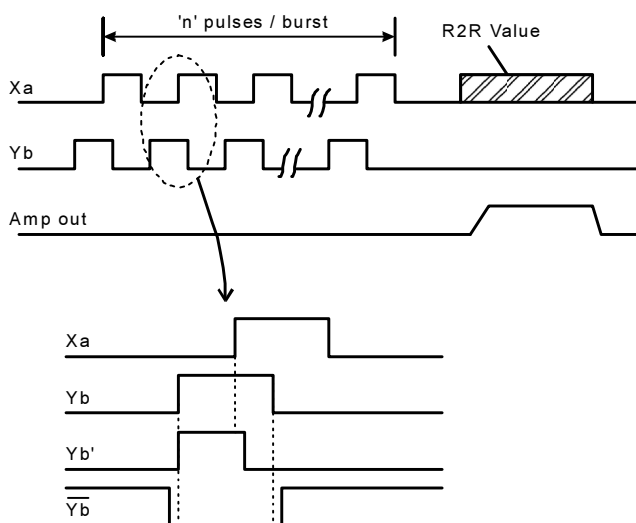 'n' pulses / burst
R2R Value
Xa
Yb
Amp out
Xa
Yb
Yb'
Yb